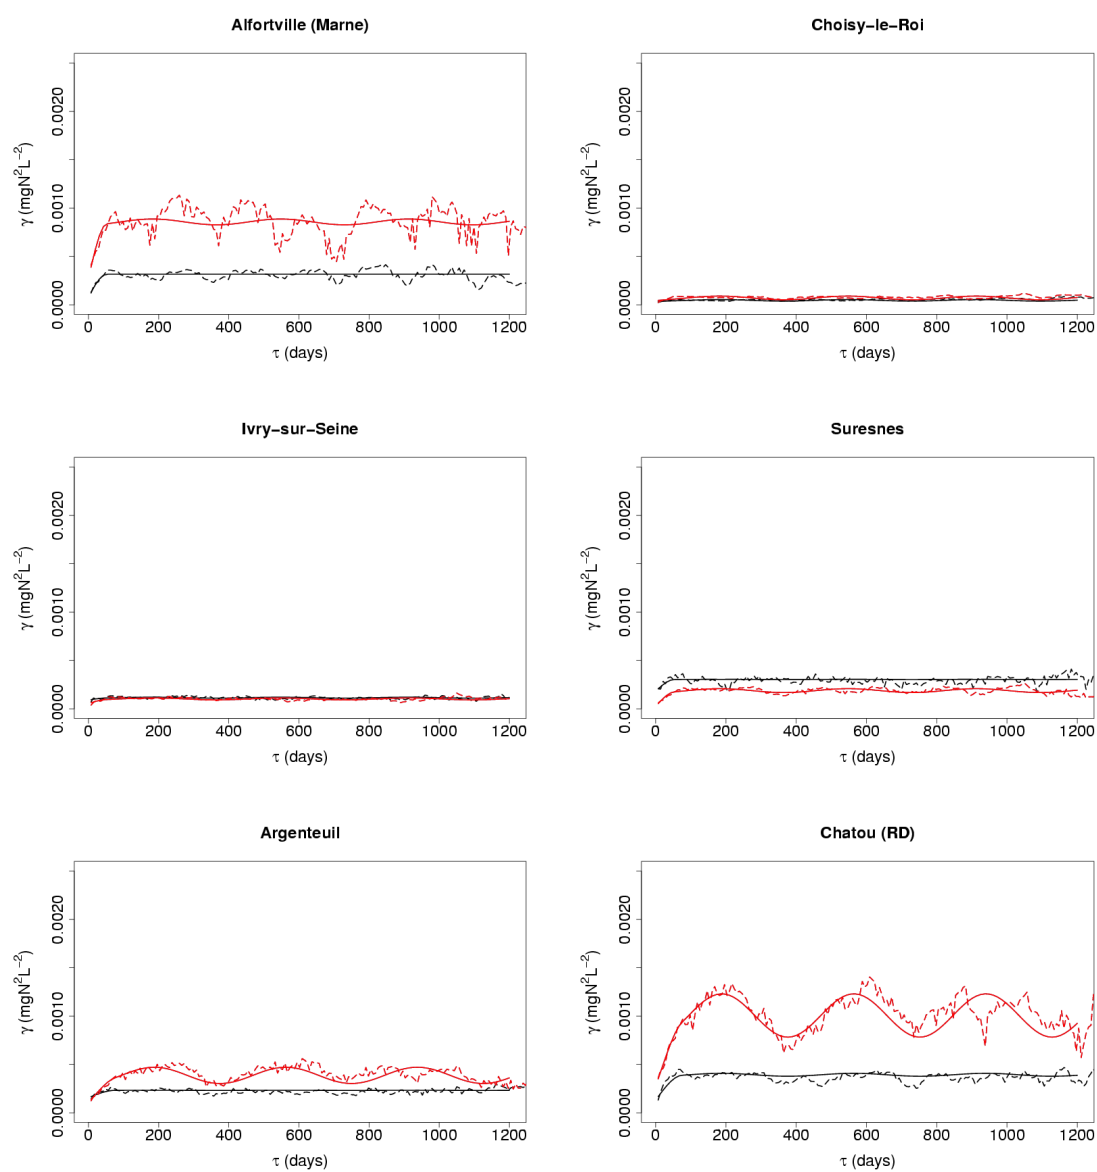 Alfortville (Marne)
γ (mgN²L⁻²)
0.0000 0.0010 0.0020
0 200 400 600 800 1000 1200
τ (days)
Choisy−le−Roi
γ (mgN²L⁻²)
0.0000 0.0010 0.0020
0 200 400 600 800 1000 1200
τ (days)
Ivry−sur−Seine
γ (mgN²L⁻²)
0.0000 0.0010 0.0020
0 200 400 600 800 1000 1200
τ (days)
Suresnes
γ (mgN²L⁻²)
0.0000 0.0010 0.0020
0 200 400 600 800 1000 1200
τ (days)
Argenteuil
γ (mgN²L⁻²)
0.0000 0.0010 0.0020
0 200 400 600 800 1000 1200
τ (days)
Chatou (RD)
γ (mgN²L⁻²)
0.0000 0.0010 0.0020
0 200 400 600 800 1000 1200
τ (days)